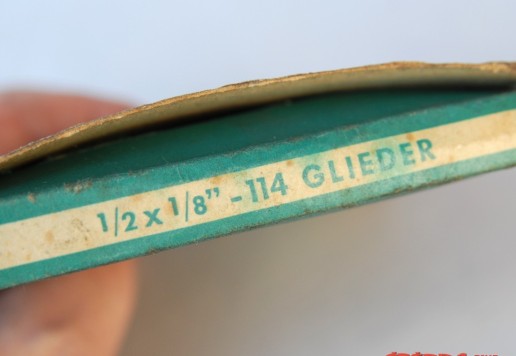 1/2 x 1/8" - 114 GLIEDER